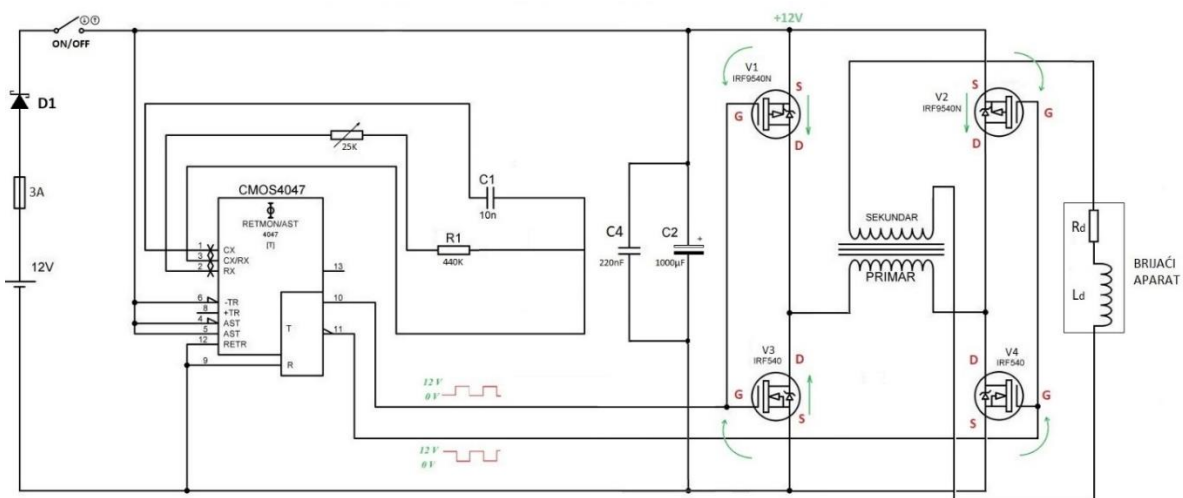 ON/OFF
D1
3A
12V
CMOS4047
RETMON/AST
4047
[T]
1 CX
3 CX/RX
2 RX
6 -TR
8 +TR
4 AST
5 AST
12 RETR
9
T
R
13
10
11
25K
C1
10n
R1
440K
C4
220nF
C2
+
1000µF
12 V
0 V
12 V
0 V
+12V
V1
IRF9540N
S
G
D
V2
IRF9540N
S
G
D
SEKUNDAR
PRIMAR
V3
IRF540
D
G
S
V4
IRF540
D
G
S
Rd
Ld
BRIJAĆI
APARAT